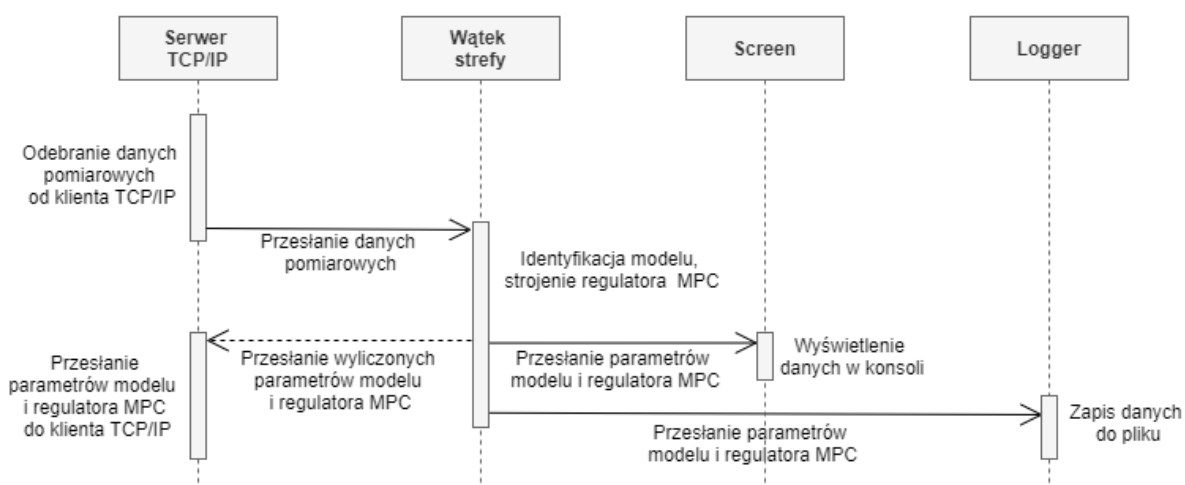 Serwer
TCP/IP
Wątek
strefy
Screen
Logger
Odebranie danych
pomiarowych
od klienta TCP/IP
Przesłanie danych
pomiarowych
Identyfikacja modelu,
strojenie regulatora MPC
Przesłanie
parametrów modelu
i regulatora MPC
do klienta TCP/IP
Przesłanie wyliczonych
parametrów modelu
i regulatora MPC
Przesłanie parametrów
modelu i regulatora MPC
Wyświetlenie
danych w konsoli
Przesłanie parametrów
modelu i regulatora MPC
Zapis danych
do pliku